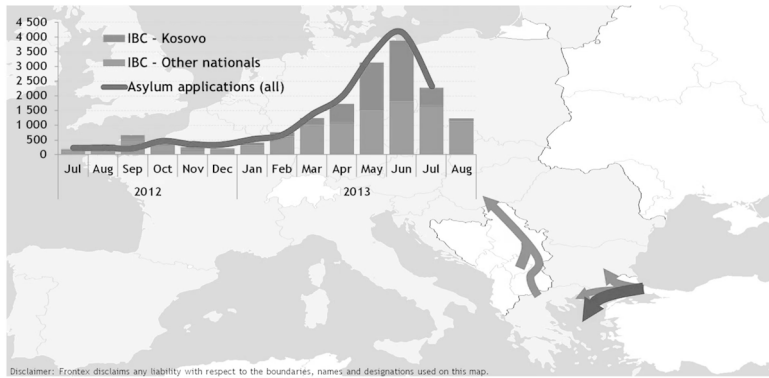 4 500
4 000
3 500
3 000
2 500
2 000
1 500
1 000
500
0
IBC - Kosovo
IBC - Other nationals
Asylum applications (all)
Jul Aug Sep Oct Nov Dec Jan Feb Mar Apr May Jun Jul Aug
2012 2013
Disclaimer: Frontex disclaims any liability with respect to the boundaries, names and designations used on this map.